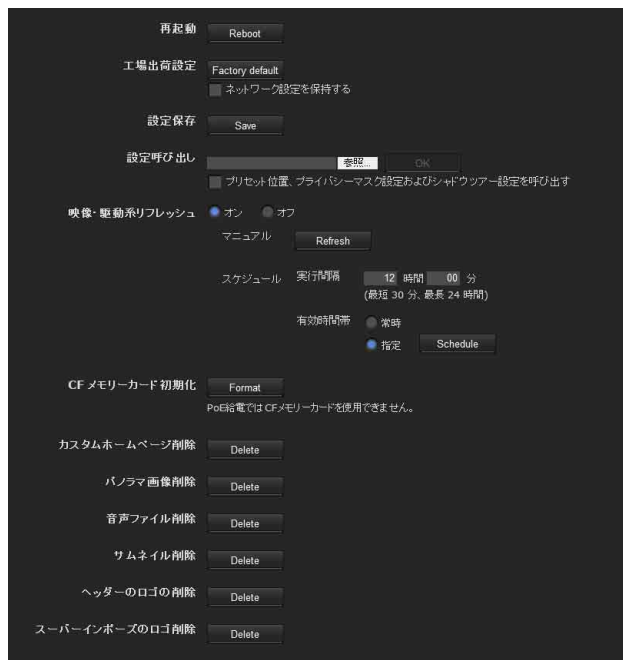 再起動 Reboot
工場出荷設定 Factory default
ネットワーク設定を保持する
設定保存 Save
設定呼び出し 参照... OK
プリセット位置、プライバシーマスク設定およびシャドウツアー設定を呼び出す
映像・駆動系リフレッシュ オン オフ
マニュアル Refresh
スケジュール 実行間隔 12 時間 00 分
(最短 30 分、最長 24 時間)
有効時間帯 常時
指定 Schedule
CF メモリーカード初期化 Format
PoE給電ではCFメモリーカードを使用できません。
カスタムホームページ削除 Delete
パノラマ画像削除 Delete
音声ファイル削除 Delete
サムネイル削除 Delete
ヘッダーのロゴの削除 Delete
スーパーインポーズのロゴ削除 Delete